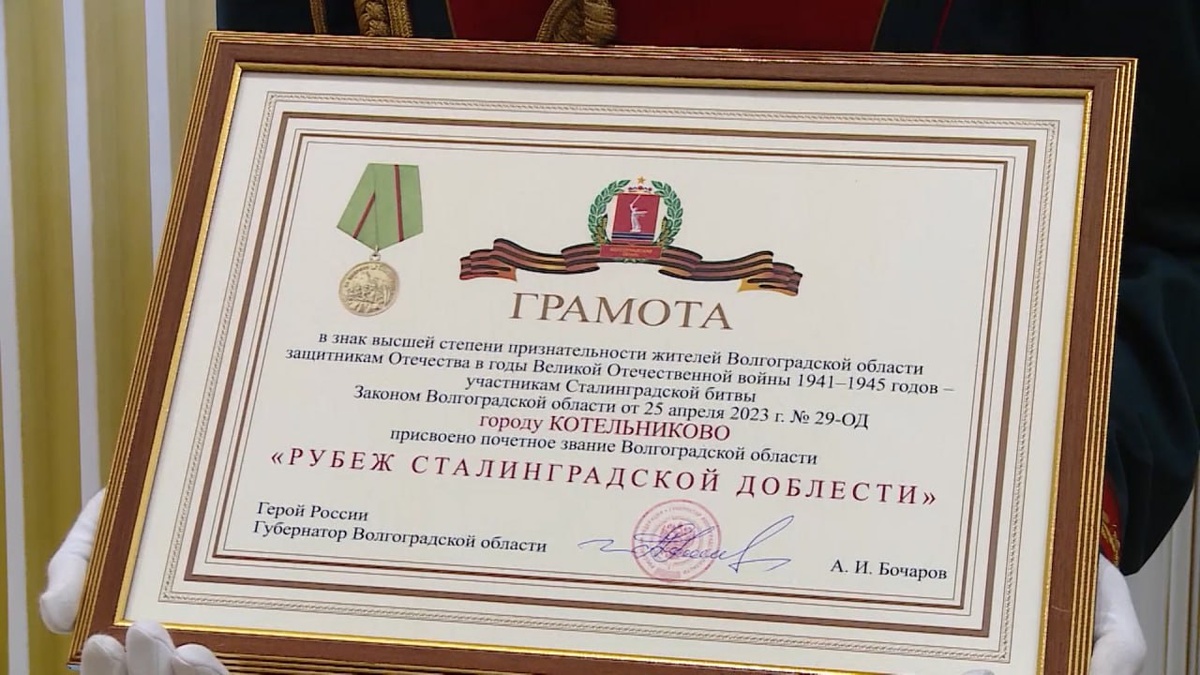 ГРАМОТА
в знак высшей степени признательности жителей Волгоградской области
защитникам Отечества в годы Великой Отечественной войны 1941–1945 годов –
участникам Сталинградской битвы
Законом Волгоградской области от 25 апреля 2023 г. № 29-ОД
городу КОТЕЛЬНИКОВО
присвоено почетное звание Волгоградской области
«РУБЕЖ СТАЛИНГРАДСКОЙ ДОБЛЕСТИ»
Герой России
Губернатор Волгоградской области
А. И. Бочаров